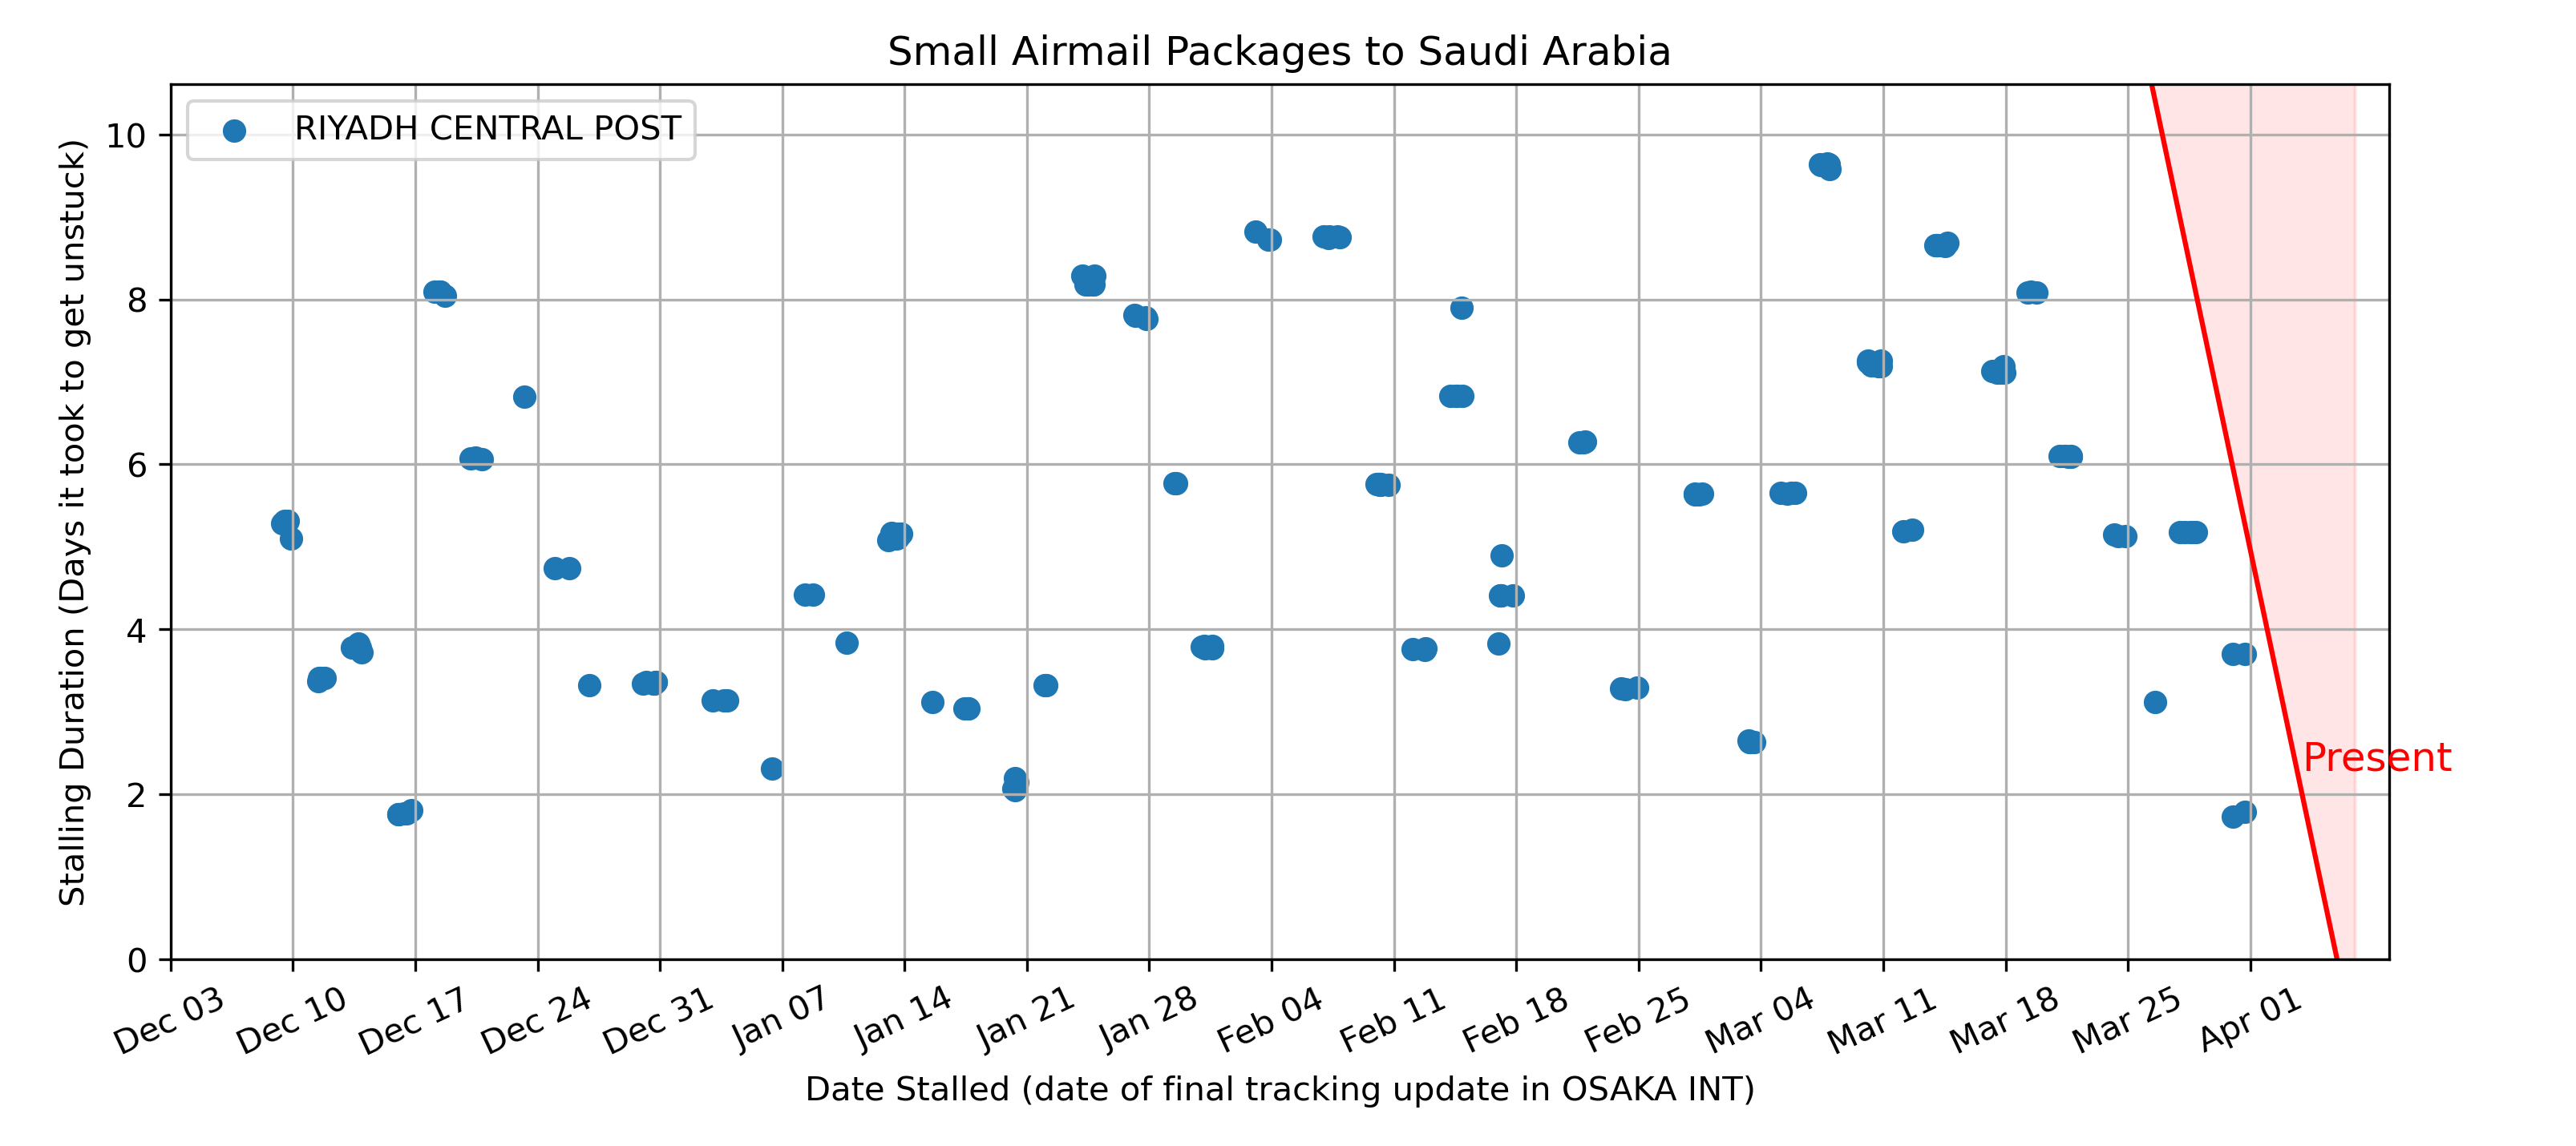 Small Airmail Packages to Saudi Arabia
RIYADH CENTRAL POST
Stalling Duration (Days it took to get unstuck)
10
8
6
4
2
0
Present
Dec 03
Dec 10
Dec 17
Dec 24
Dec 31
Jan 07
Jan 14
Jan 21
Jan 28
Feb 04
Feb 11
Feb 18
Feb 25
Mar 04
Mar 11
Mar 18
Mar 25
Apr 01
Date Stalled (date of final tracking update in OSAKA INT)